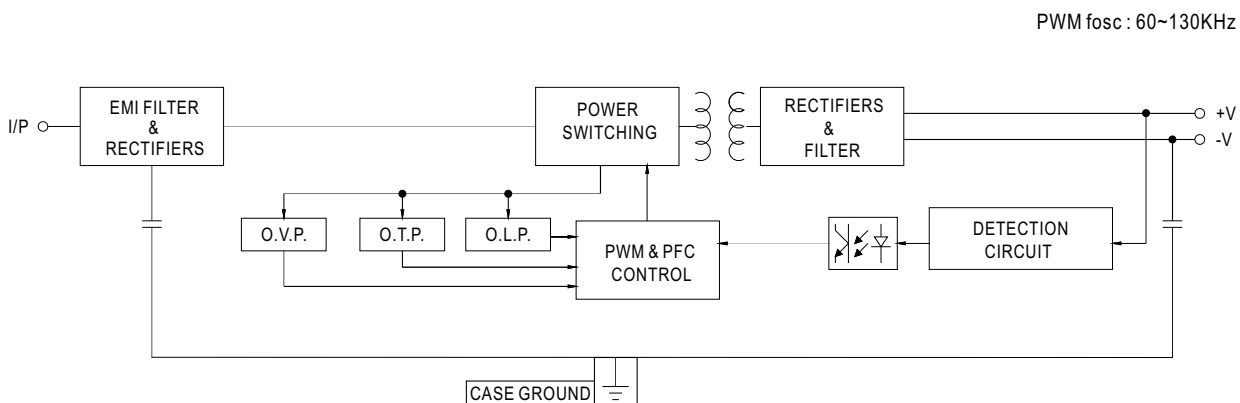 PWM fosc : 60~130KHz
I/P
EMI FILTER
&
RECTIFIERS
POWER
SWITCHING
RECTIFIERS
&
FILTER
+V
-V
O.V.P.
O.T.P.
O.L.P.
PWM & PFC
CONTROL
DETECTION
CIRCUIT
CASE GROUND